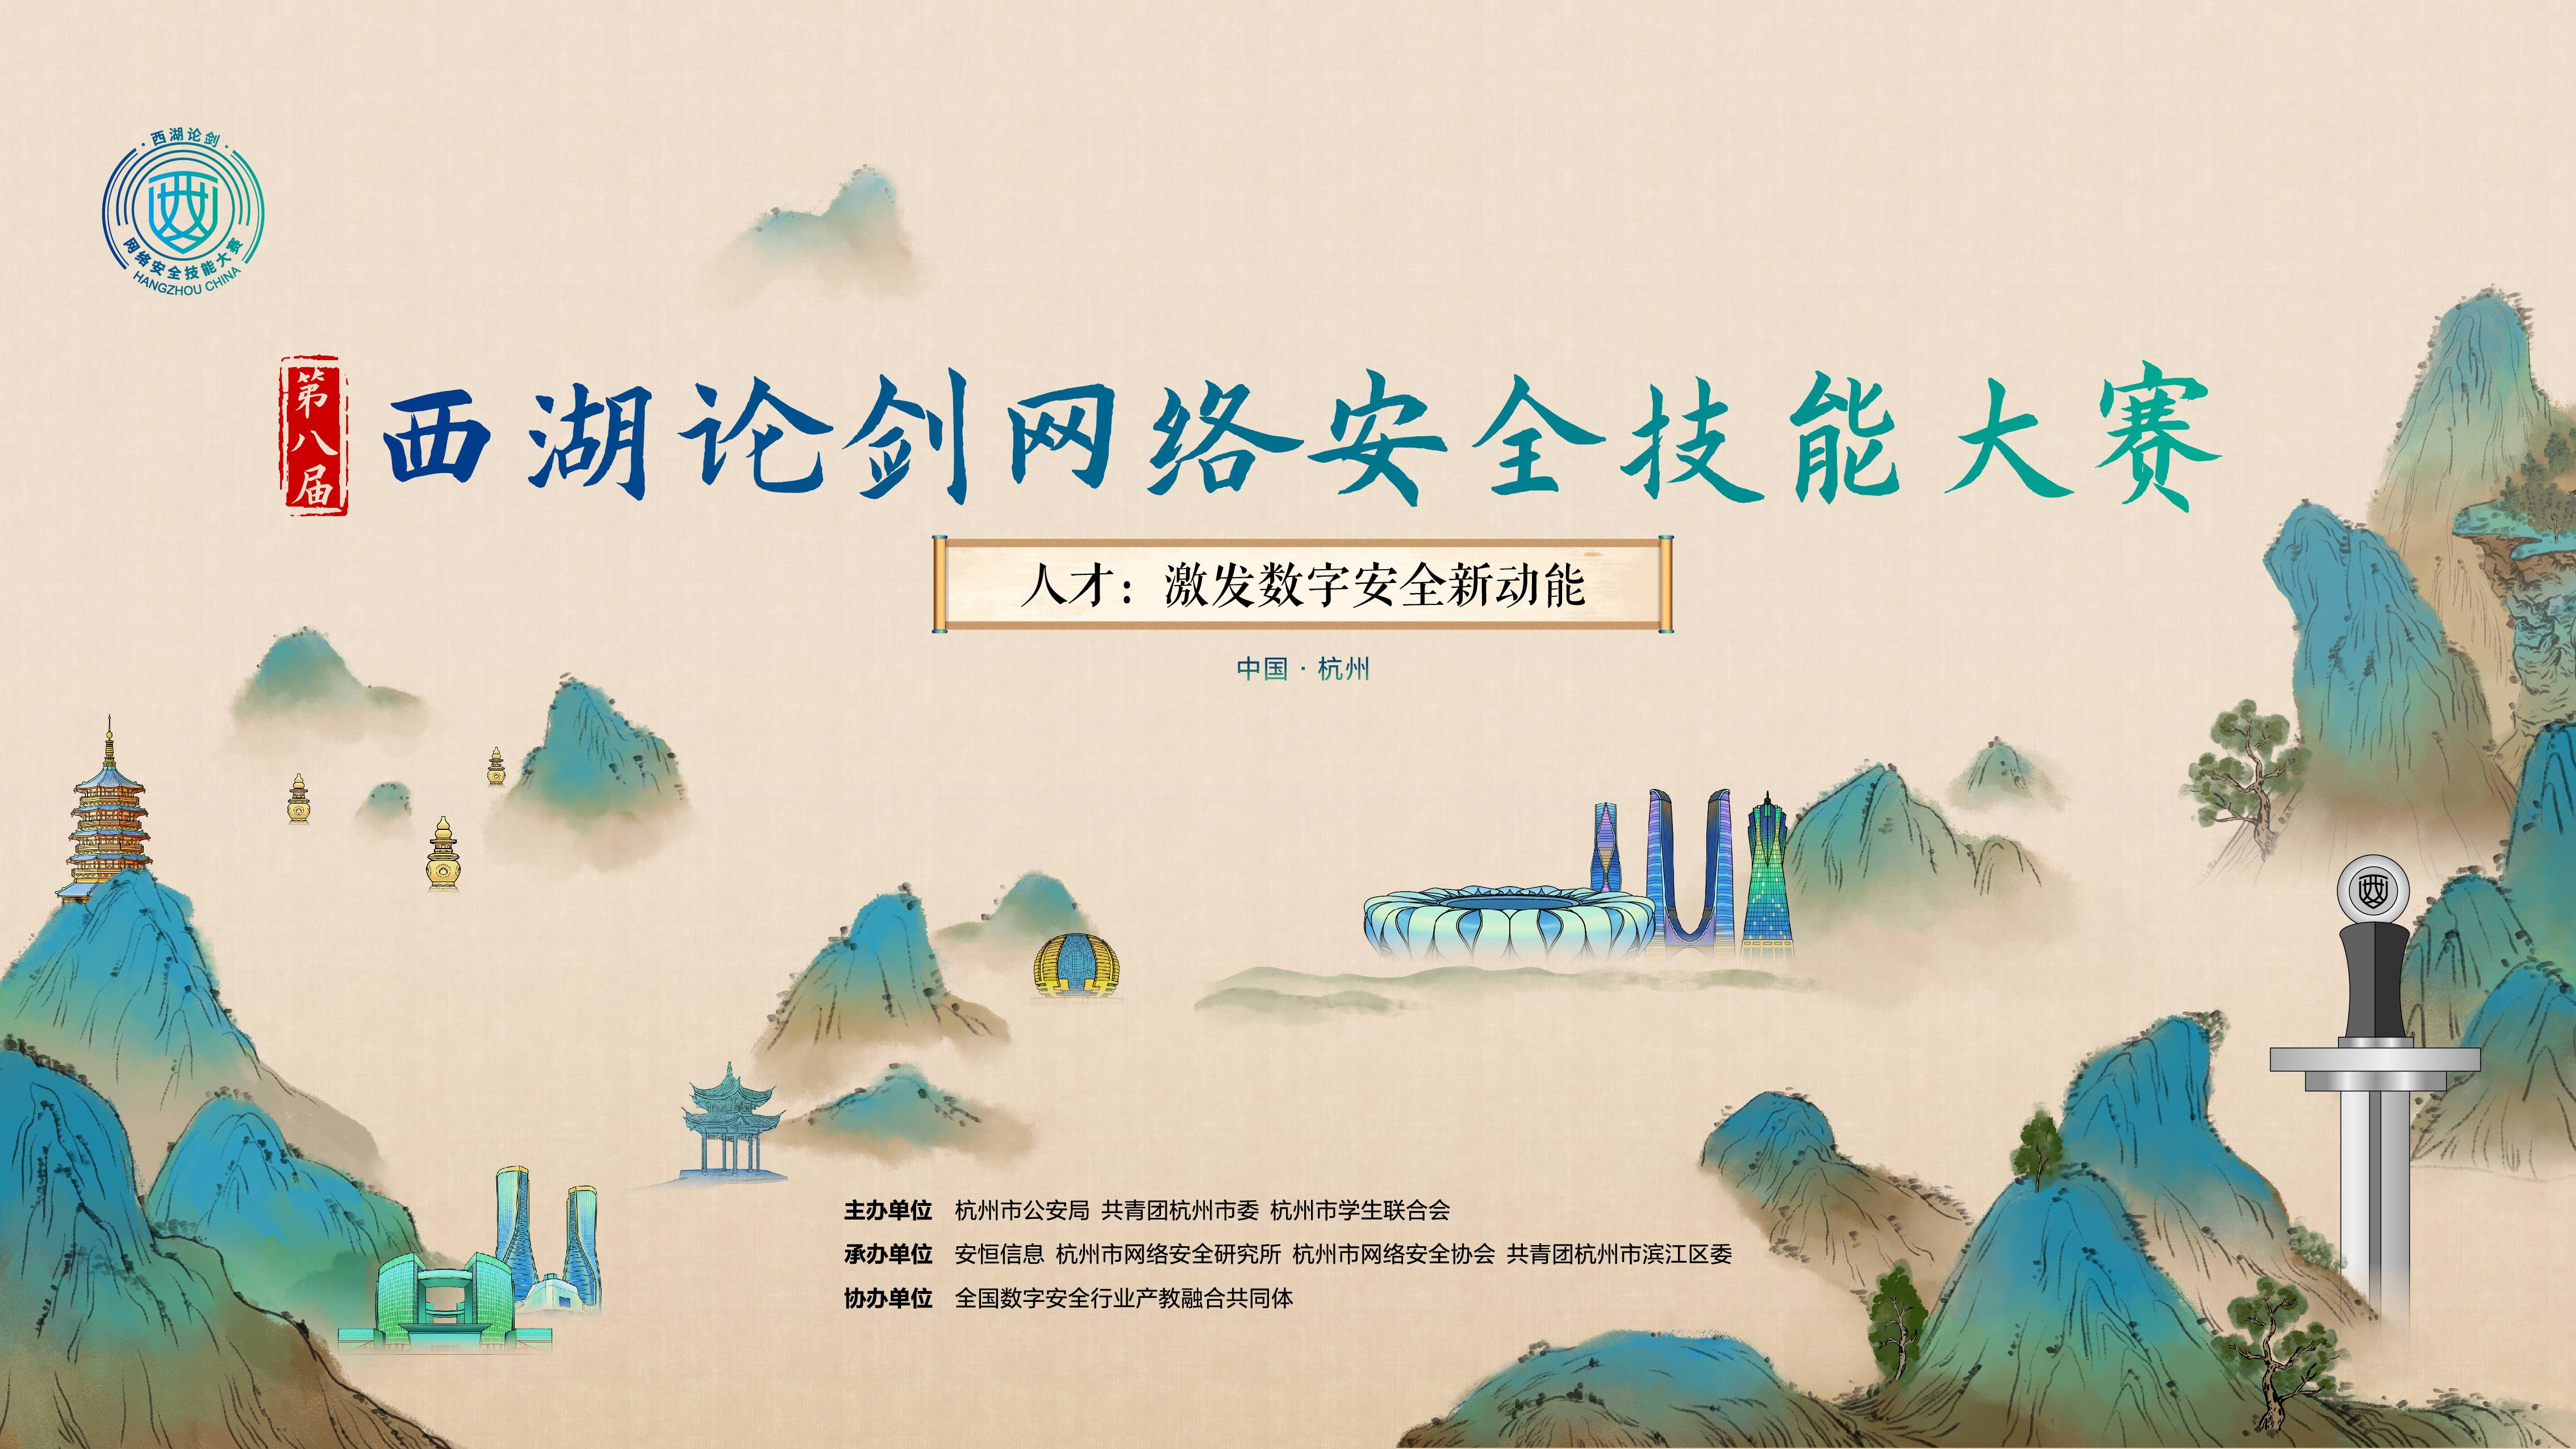 ·西湖论剑·
网络安全技能大赛
HANGZHOU CHINA
第八届
西湖论剑网络安全技能大赛
人才：激发数字安全新动能
中国·杭州
主办单位 杭州市公安局 共青团杭州市委 杭州市学生联合会
承办单位 安恒信息 杭州市网络安全研究所 杭州市网络安全协会 共青团杭州市滨江区委
协办单位 全国数字安全行业产教融合共同体